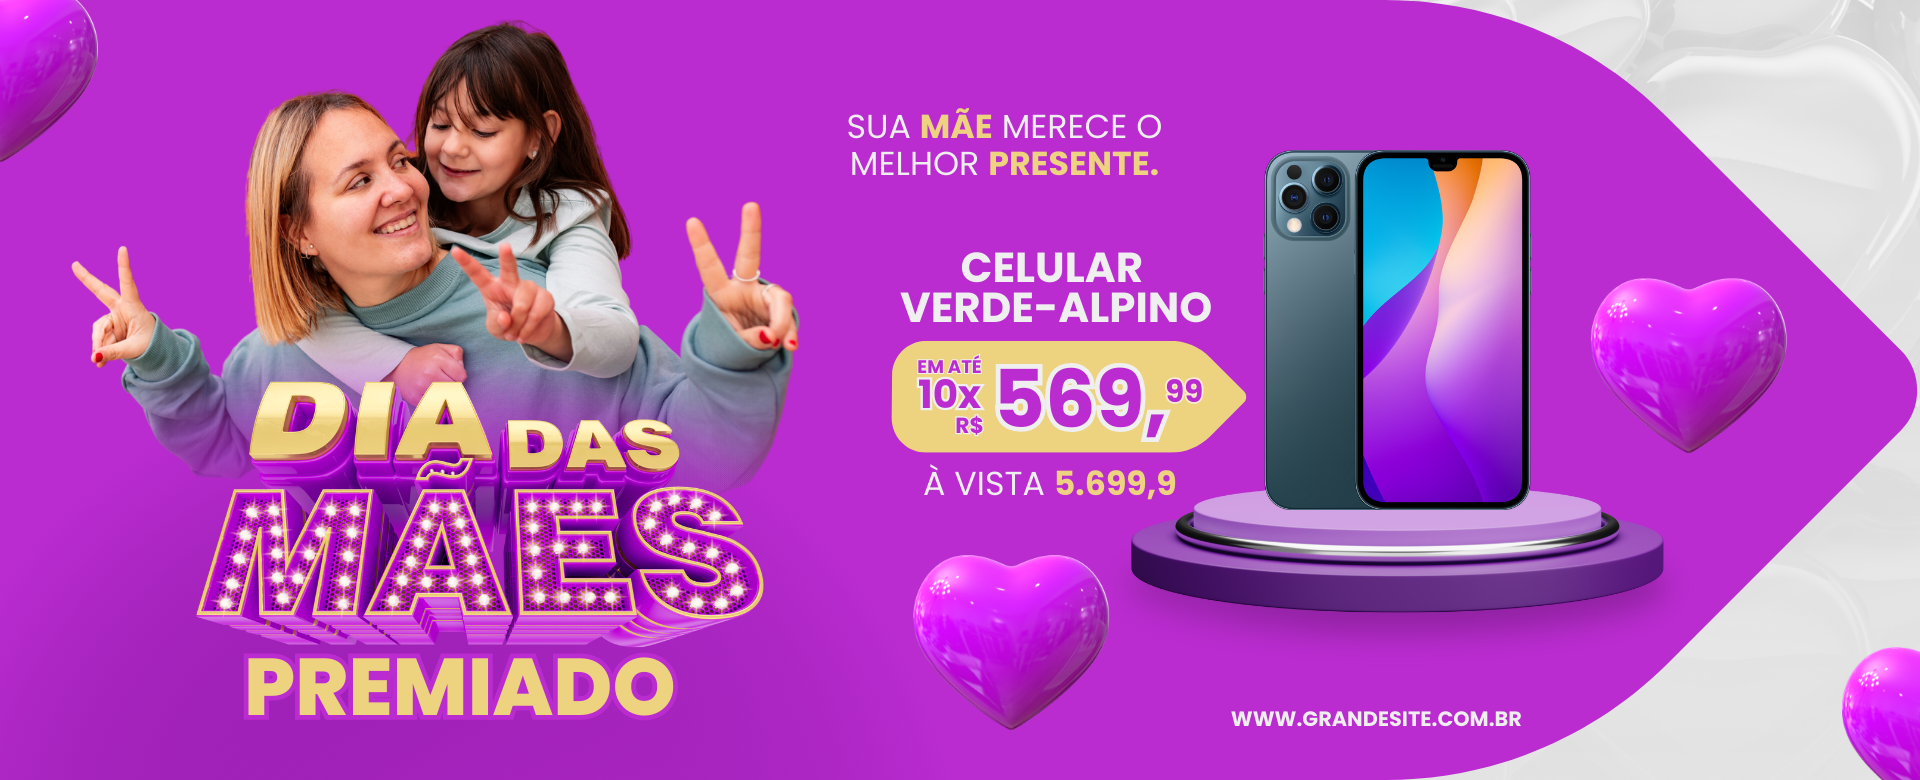 DIA DAS
MÃES
PREMIADO
SUA MÃE MERECE O
MELHOR PRESENTE.
CELULAR
VERDE-ALPINO
EM ATÉ
10x
R$ 569,99
À VISTA 5.699,9
WWW.GRANDESITE.COM.BR